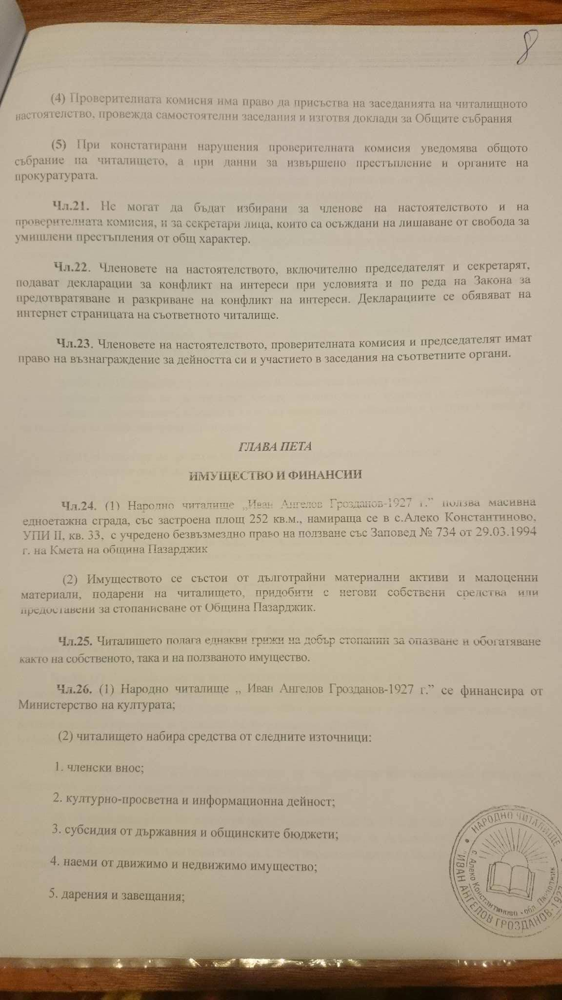 8
(4) Проверителната комисия има право да присъства на заседанията на читалищното
настоятелство, провежда самостоятелни заседания и изготвя доклади за Общите събрания
(5) При констатирани нарушения проверителната комисия уведомява общото
събрание на читалището, а при данни за извършено престъпление и органите на
прокуратурата.
Чл.21. Не могат да бъдат избирани за членове на настоятелството и на
проверителната комисия, и за секретари лица, които са осъждани на лишаване от свобода за
умишлени престъпления от общ характер.
Чл.22. Членовете на настоятелството, включително председателят и секретарят,
подават декларации за конфликт на интереси при условията и по реда на Закона за
предотвратяване и разкриване на конфликт на интереси. Декларациите се обявяват на
интернет страницата на съответното читалище.
Чл.23. Членовете на настоятелството, проверителната комисия и председателят имат
право на възнаграждение за дейността си и участието в заседания на съответните органи.
ГЛАВА ПЕТА
ИМУЩЕСТВО И ФИНАНСИИ
Чл.24. (1) Народно читалище „Иван Ангелов Грозданов-1927 г.” ползва масивна
едноетажна сграда, със застроена площ 252 кв.м., намираща се в с.Алеко Константиново,
УПИ II, кв. 33, с учредено безвъзмездно право на ползване със Заповед № 734 от 29.03.1994
г. на Кмета на община Пазарджик
(2) Имуществото се състои от дълготрайни материални активи и малоценни
материали, подарени на читалището, придобити с негови собствени средства или
предоставени за стопанисване от Община Пазарджик.
Чл.25. Читалището полага еднакви грижи на добър стопанин за опазване и обогатяване
както на собственото, така и на ползваното имущество.
Чл.26. (1) Народно читалище „ Иван Ангелов Грозданов-1927 г.” се финансира от
Министерство на културата;
(2) читалището набира средства от следните източници:
1. членски внос;
2. културно-просветна и информационна дейност;
3. субсидия от държавния и общинските бюджети;
4. наеми от движимо и недвижимо имущество;
5. дарения и завещания;
НАРОДНО ЧИТАЛИЩЕ
"ИВАН АНГЕЛОВ ГРОЗДАНОВ-1927
с. Алеко Константиново - обл. Пазарджик